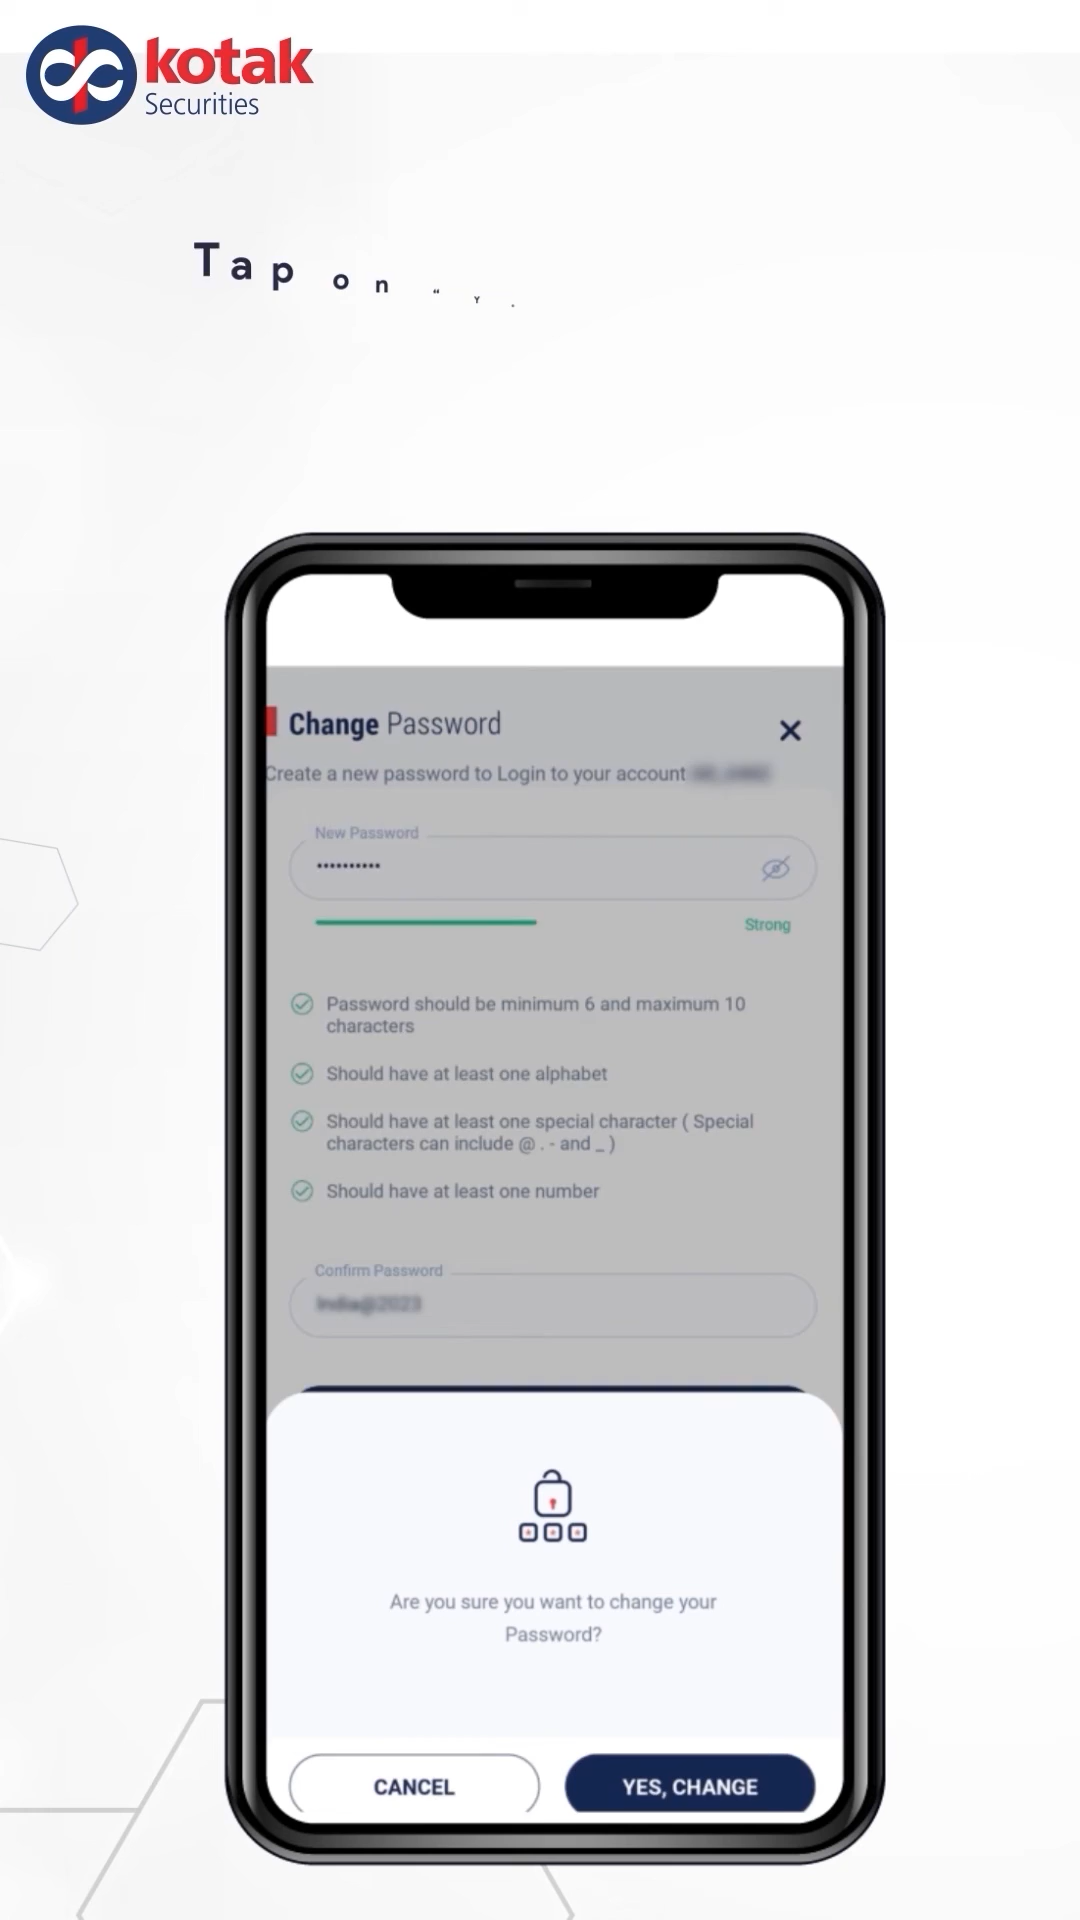 kotak
Securities
Tap on “Y
Change Password
Create a new password to Login to your account
New Password
••••••••••
Strong
Password should be minimum 6 and maximum 10
characters
Should have at least one alphabet
Should have at least one special character ( Special
characters can include @ . - and _ )
Should have at least one number
Confirm Password
India@2023
Are you sure you want to change your
Password?
CANCEL
YES, CHANGE